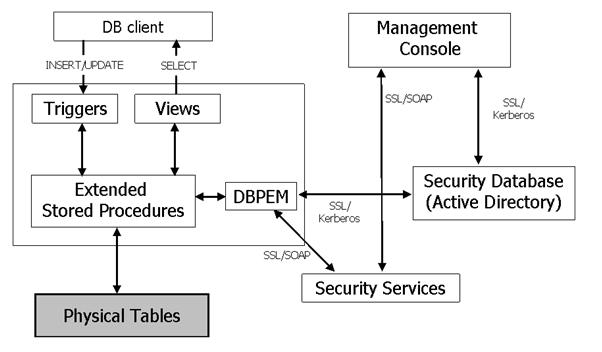 DB client
Management
Console
INSERT/UPDATE
SELECT
SSL/SOAP
SSL/
Kerberos
Triggers
Views
Extended
Stored Procedures
DBPEM
SSL/
Kerberos
Security Database
(Active Directory)
SSL/SOAP
Security Services
Physical Tables